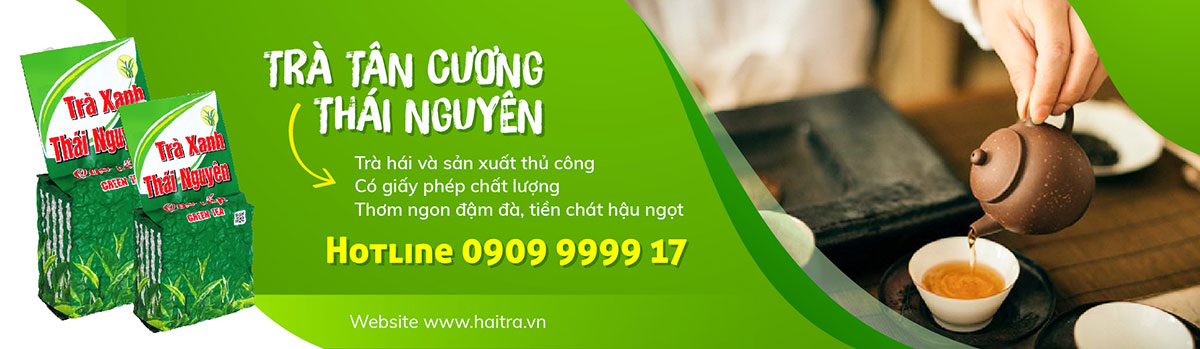 Trà Xanh
Thái Nguyên
GREEN TEA
Trà Xanh
Thái Nguyên
GREEN TEA
TRÀ TÂN CƯƠNG
THÁI NGUYÊN
Trà hái và sản xuất thủ công
Có giấy phép chất lượng
Thơm ngon đậm đà, tiền chát hậu ngọt
HOTLINE 0909 9999 17
Website www.haitra.vn